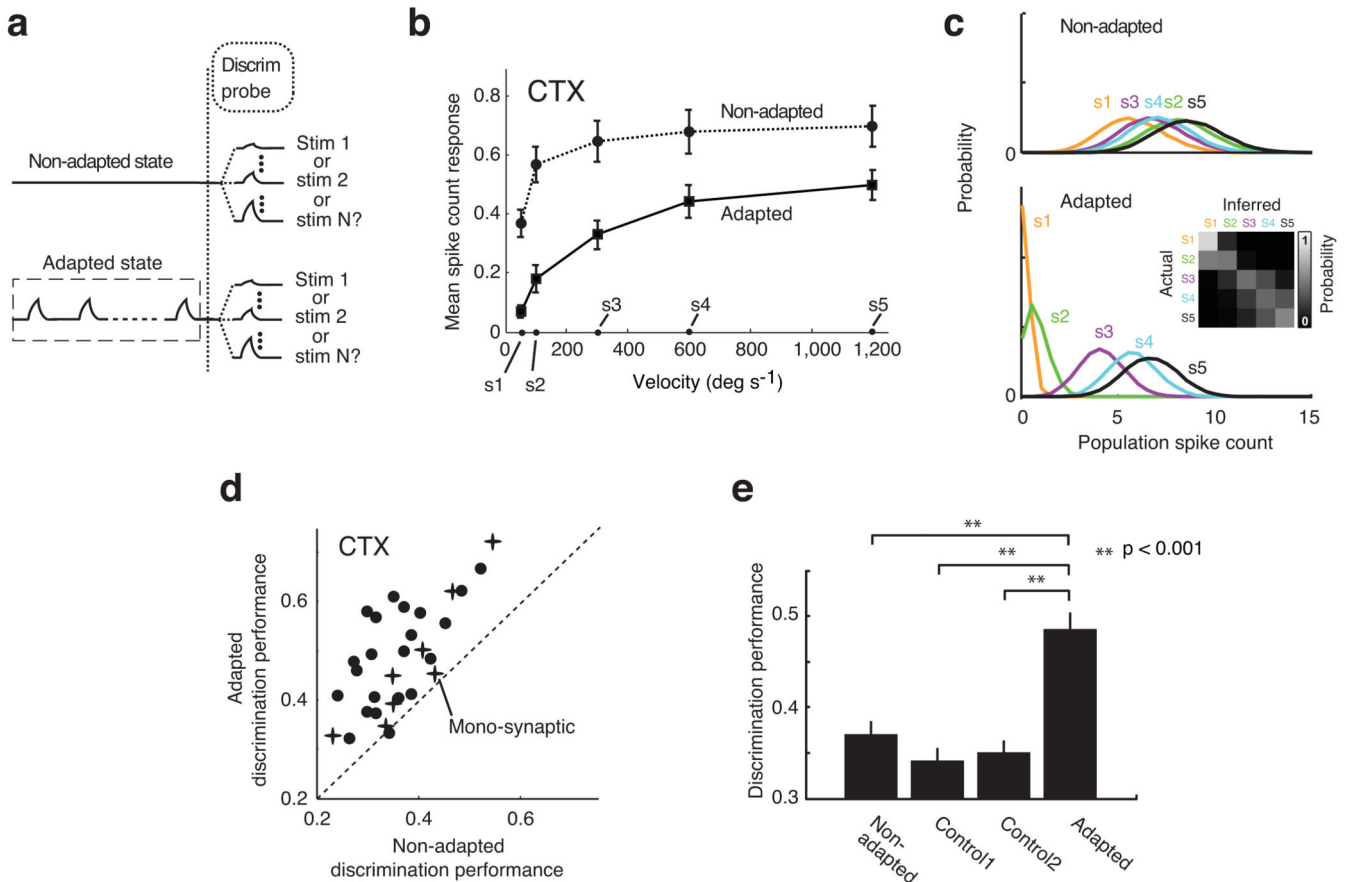 a
Discrim
probe
Non-adapted state
Stim 1
or
stim 2
or
stim N?
Adapted state
Stim 1
or
stim 2
or
stim N?
b
CTX
Mean spike count response
0.8
0.6
0.4
0.2
0
Non-adapted
Adapted
s1
s2
s3
s4
s5
0
200
400
600
800
1,000
1,200
Velocity (deg s-1)
c
Non-adapted
s1
s3
s4
s2
s5
0
Probability
Adapted
s1
s2
s3
s4
s5
Inferred
S1 S2 S3 S4 S5
Actual
S1
S2
S3
S4
S5
1
0
Probability
0
0
5
10
15
Population spike count
d
CTX
Adapted
discrimination performance
0.6
0.4
0.2
0.2
0.4
0.6
Mono-synaptic
Non-adapted
discrimination performance
e
**
**
**
** p < 0.001
Discrimination performance
0.5
0.4
0.3
Non-
adapted
Control1
Control2
Adapted